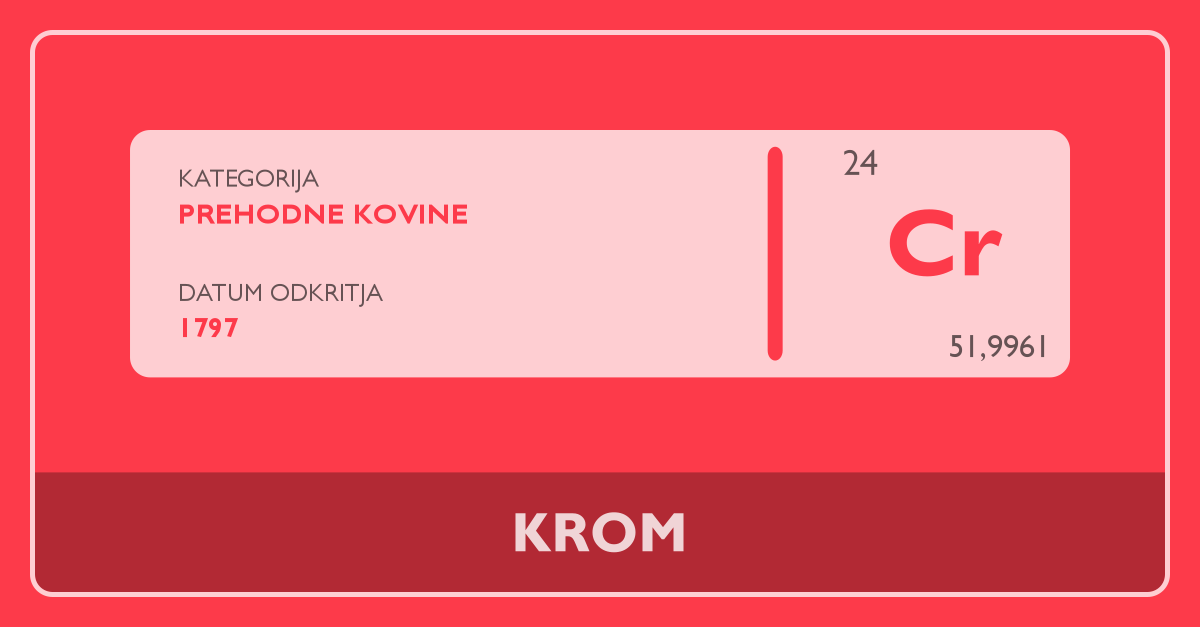 KATEGORIJA
PREHODNE KOVINE
DATUM ODKRITJA
1797
24
Cr
51,9961
KROM